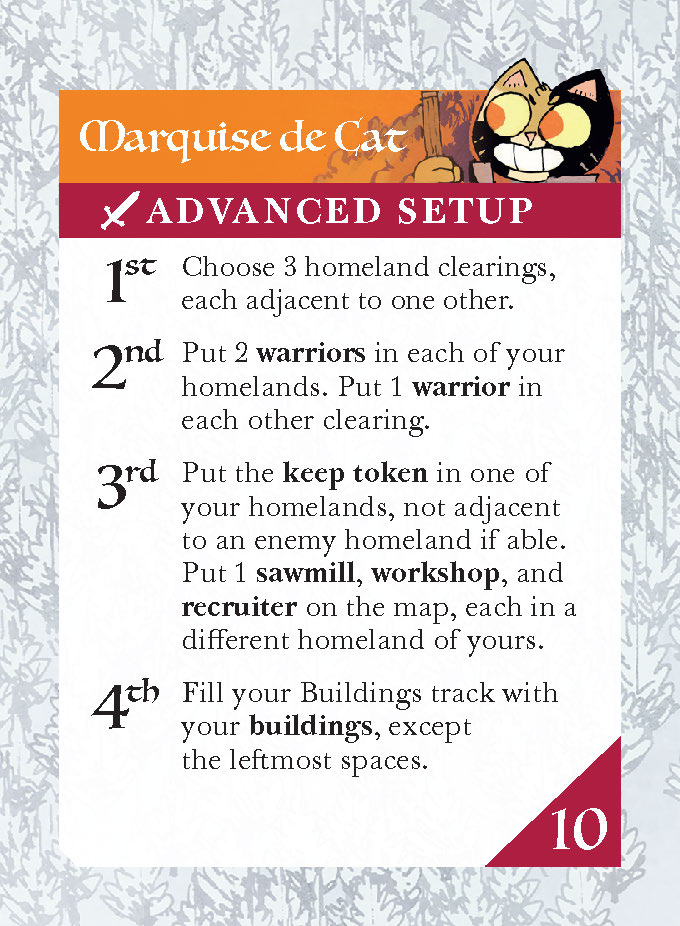 Marquise de Cat
ADVANCED SETUP
1st Choose 3 homeland clearings,
each adjacent to one other.
2nd Put 2 warriors in each of your
homelands. Put 1 warrior in
each other clearing.
3rd Put the keep token in one of
your homelands, not adjacent
to an enemy homeland if able.
Put 1 sawmill, workshop, and
recruiter on the map, each in a
different homeland of yours.
4th Fill your Buildings track with
your buildings, except
the leftmost spaces.
10